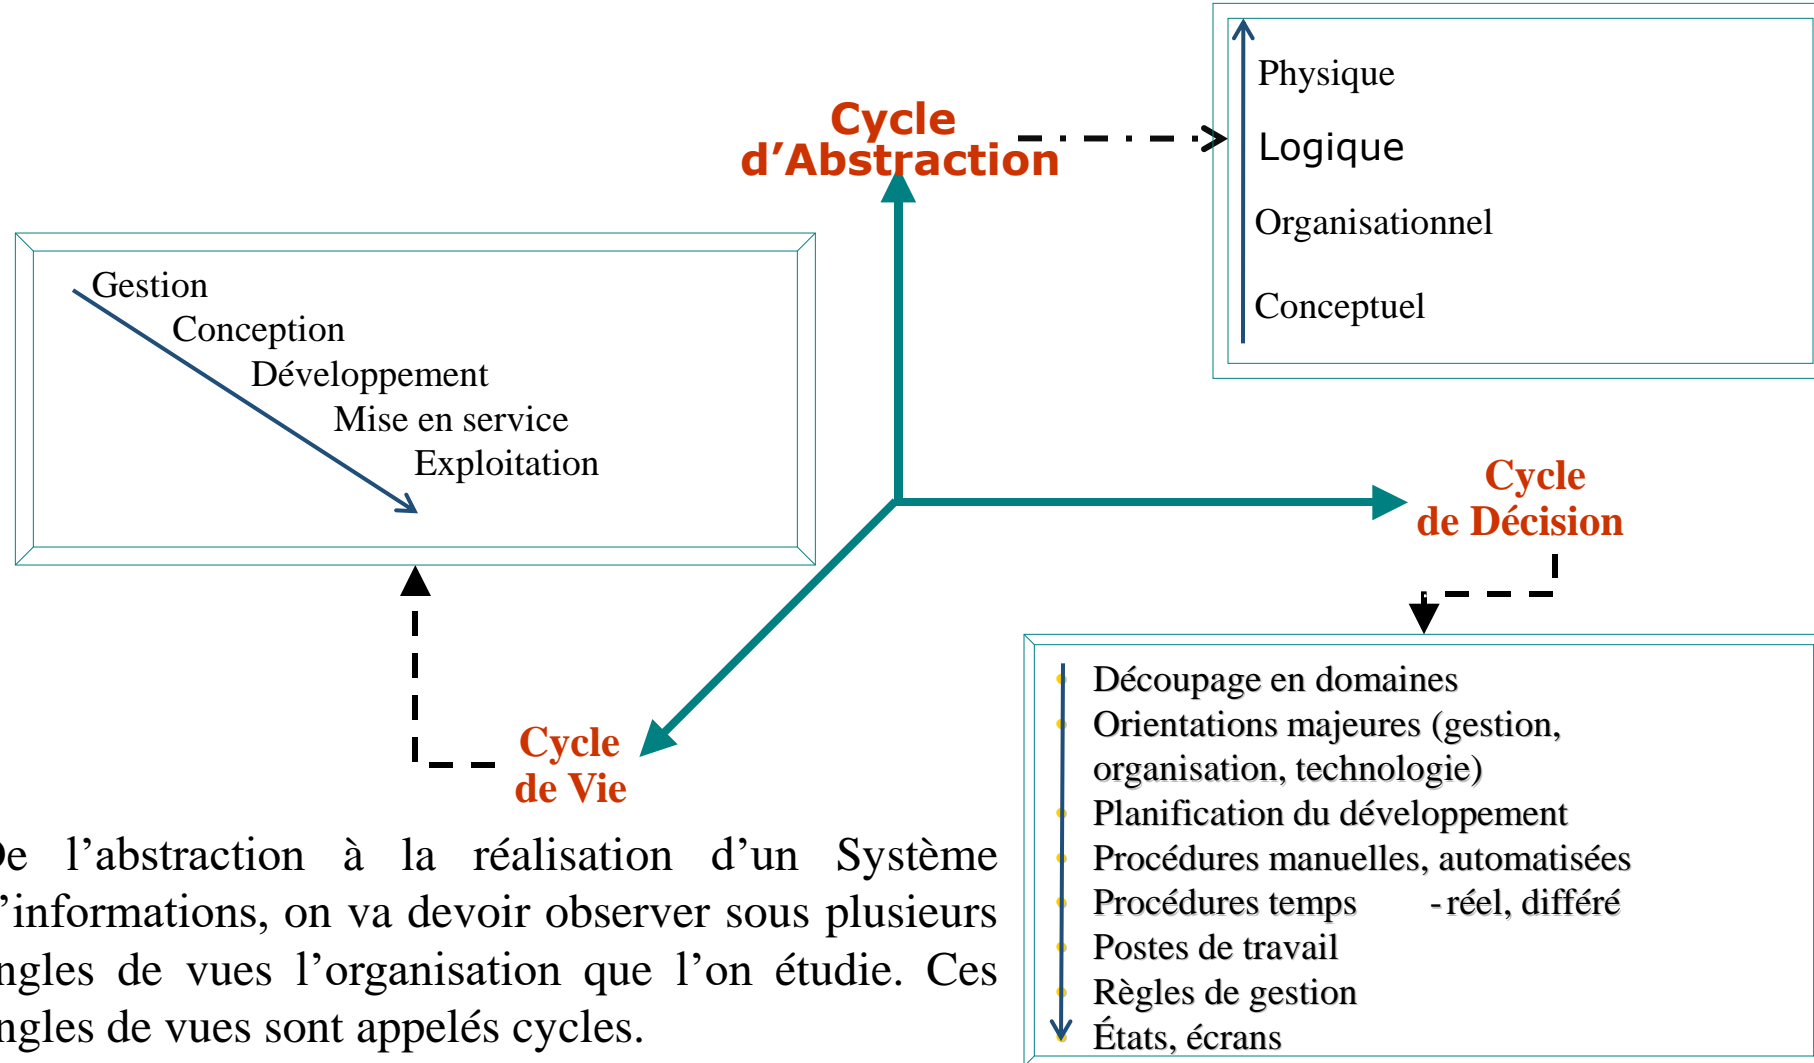 Physique
Logique
Organisationnel
Conceptuel
Cycle
d’Abstraction
Gestion
Conception
Développement
Mise en service
Exploitation
Cycle
de Décision
Cycle
de Vie
• Découpage en domaines
• Orientations majeures (gestion,
organisation, technologie)
• Planification du développement
• Procédures manuelles, automatisées
• Procédures temps -réel, différé
• Postes de travail
• Règles de gestion
• États, écrans
De l’abstraction à la réalisation d’un Système
’informations, on va devoir observer sous plusieurs
ngles de vues l’organisation que l’on étudie. Ces
ngles de vues sont appelés cycles.